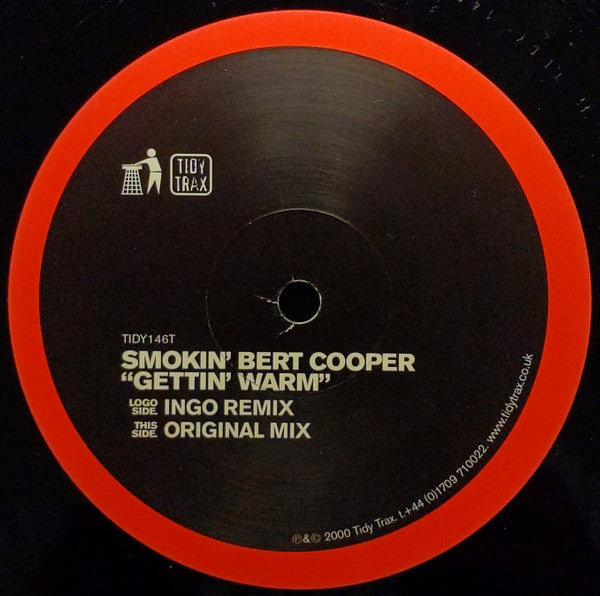 TIDY
TRAX
TIDY146T
SMOKIN' BERT COOPER
“GETTIN' WARM”
LOGO SIDE. INGO REMIX
THIS SIDE. ORIGINAL MIX
℗&© 2000 Tidy Trax. t.+44 (0)1709 710022. www.tidytrax.co.uk